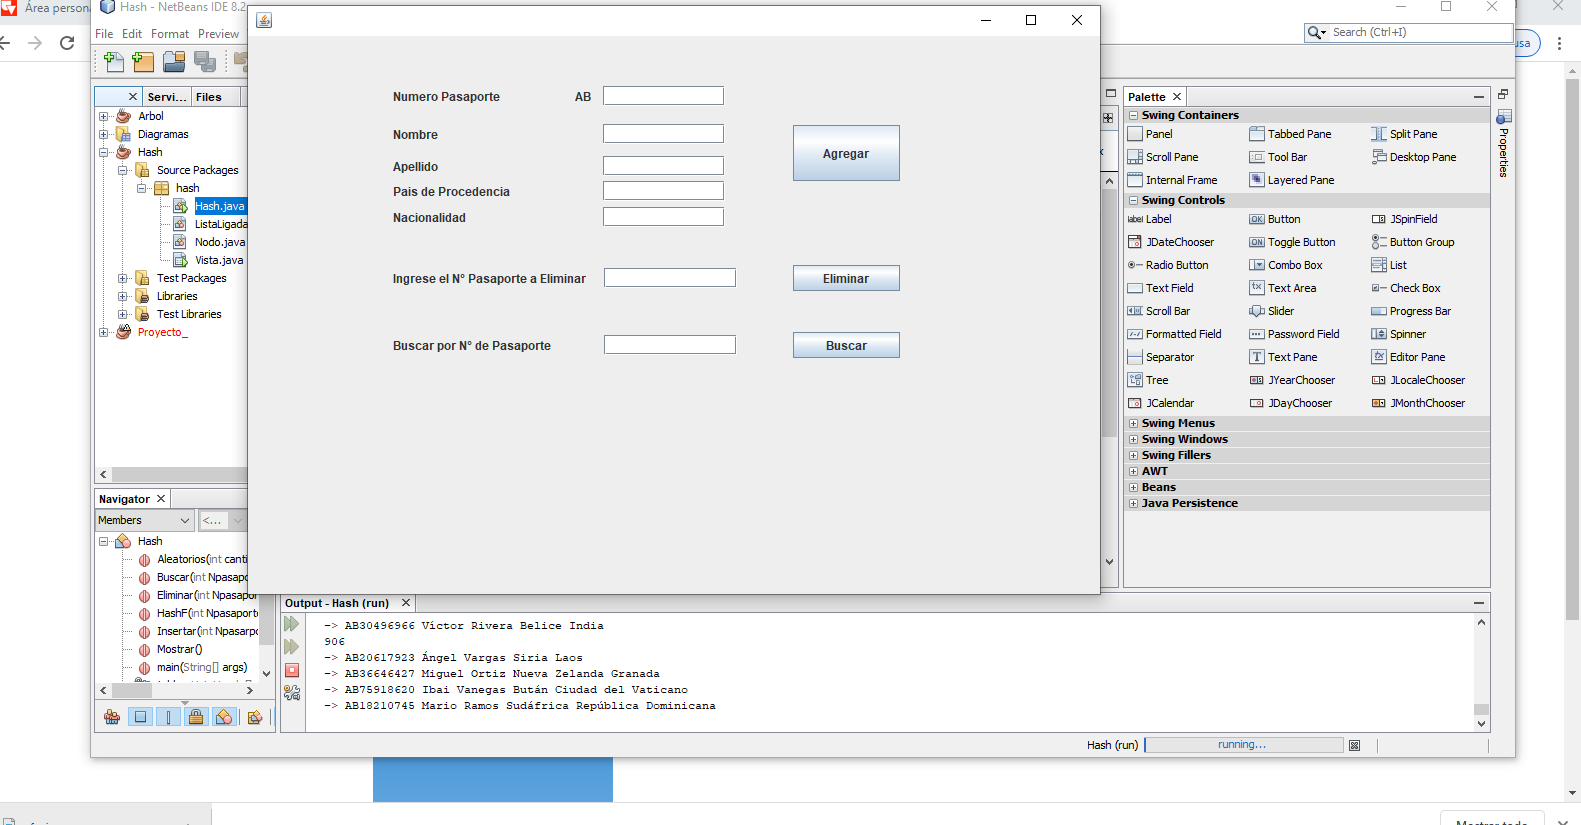 Área persona
Hash - NetBeans IDE 8.2
File Edit Format Preview
Search (Ctrl+I)
usa
Servi... Files
Arbol
Diagramas
Hash
Source Packages
hash
Hash.java
ListaLigada
Nodo.java
Vista.java
Test Packages
Libraries
Test Libraries
Proyecto_
Numero Pasaporte AB
Nombre
Apellido
Pais de Procedencia
Nacionalidad
Agregar
Ingrese el N° Pasaporte a Eliminar
Eliminar
Buscar por N° de Pasaporte
Buscar
Palette
Properties
Swing Containers
Panel Tabbed Pane Split Pane
Scroll Pane Tool Bar Desktop Pane
Internal Frame Layered Pane
Swing Controls
label Label OK Button JSpinField
JDateChooser ON Toggle Button Button Group
Radio Button Combo Box List
Text Field Text Area Check Box
Scroll Bar Slider Progress Bar
Formatted Field Password Field Spinner
Separator Text Pane Editor Pane
Tree JYearChooser JLocaleChooser
JCalendar JDayChooser JMonthChooser
Swing Menus
Swing Windows
Swing Fillers
AWT
Beans
Java Persistence
Navigator
Members <...
Hash
Aleatorios(int canti
Buscar(int Npasapo
Eliminar(int Npasapor
HashF(int Npasaporte
Insertar(int Npasarpo
Mostrar()
main(String[] args)
Output - Hash (run)
-> AB30496966 Víctor Rivera Belice India
906
-> AB20617923 Ángel Vargas Siria Laos
-> AB36646427 Miguel Ortiz Nueva Zelanda Granada
-> AB75918620 Ibai Vanegas Bután Ciudad del Vaticano
-> AB18210745 Mario Ramos Sudáfrica República Dominicana
Hash (run) running...
Mostrar todo